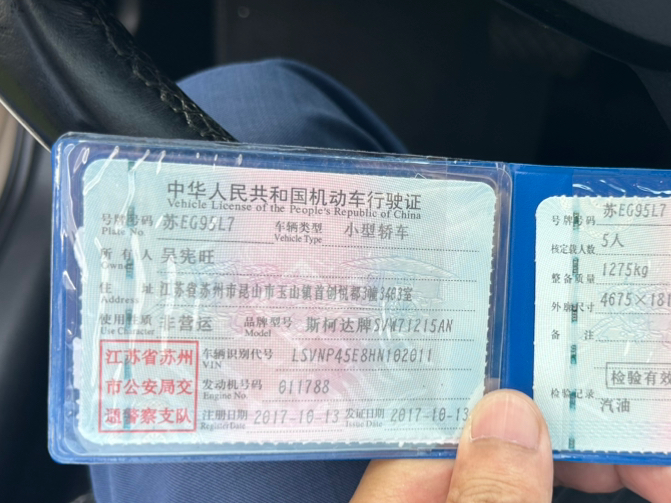 中华人民共和国机动车行驶证
Vehicle License of the People's Republic of China
号牌号码 苏EG95L7 车辆类型 小型轿车
Plate No. Vehicle Type
所有人 吴宪旺
Owner
住址 江苏省苏州市昆山市玉山镇首创悦都3幢3403室
Address
使用性质 非营运 品牌型号 斯柯达牌SVW71215AN
Use Character Model
江苏省苏州
市公安局交
通警察支队
车辆识别代号 LSVNP45E8HN102011
VIN
发动机号码 011788
Engine No.
注册日期 2017-10-13 发证日期 2017-10-13
Register Date Issue Date
号牌号码 苏EG95L7
核定载人数 5人
整备质量 1275kg
外廓尺寸 4675×181
备注
检验有效
检验记录
汽油